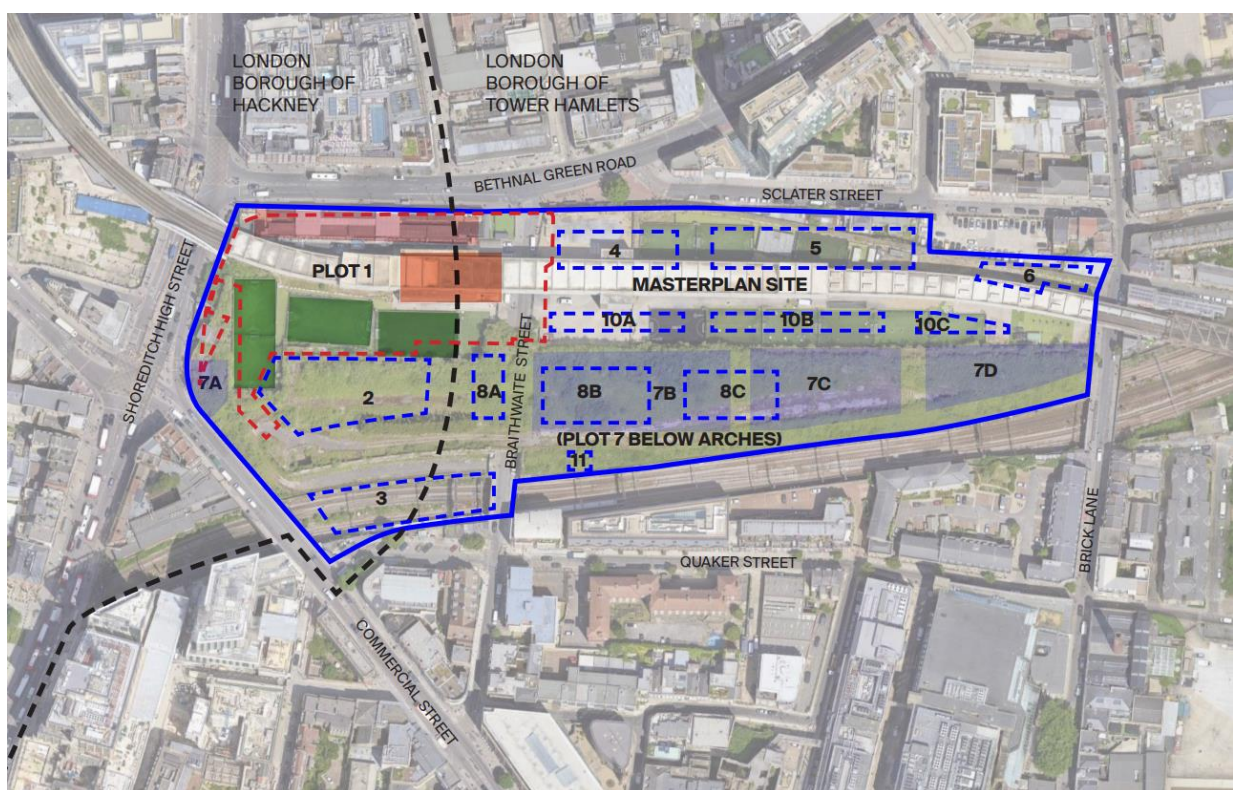 LONDON
BOROUGH OF
HACKNEY
LONDON
BOROUGH OF
TOWER HAMLETS
BETHNAL GREEN ROAD
SCLATER STREET
SHOREDITCH HIGH STREET
PLOT 1
4
5
6
MASTERPLAN SITE
10A
10B
10C
BRAITHWAITE STREET
7A
2
8A
8B
7B
8C
7C
7D
(PLOT 7 BELOW ARCHES)
11
3
QUAKER STREET
BRICK LANE
COMMERCIAL STREET